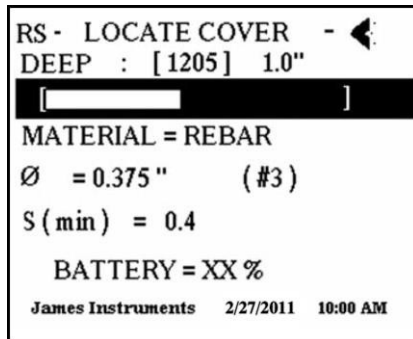 RS - LOCATE COVER -
DEEP : [1205] 1.0"
[ ]
MATERIAL = REBAR
Ø = 0.375 " (#3)
S(min) = 0.4
BATTERY = XX %
James Instruments 2/27/2011 10:00 AM